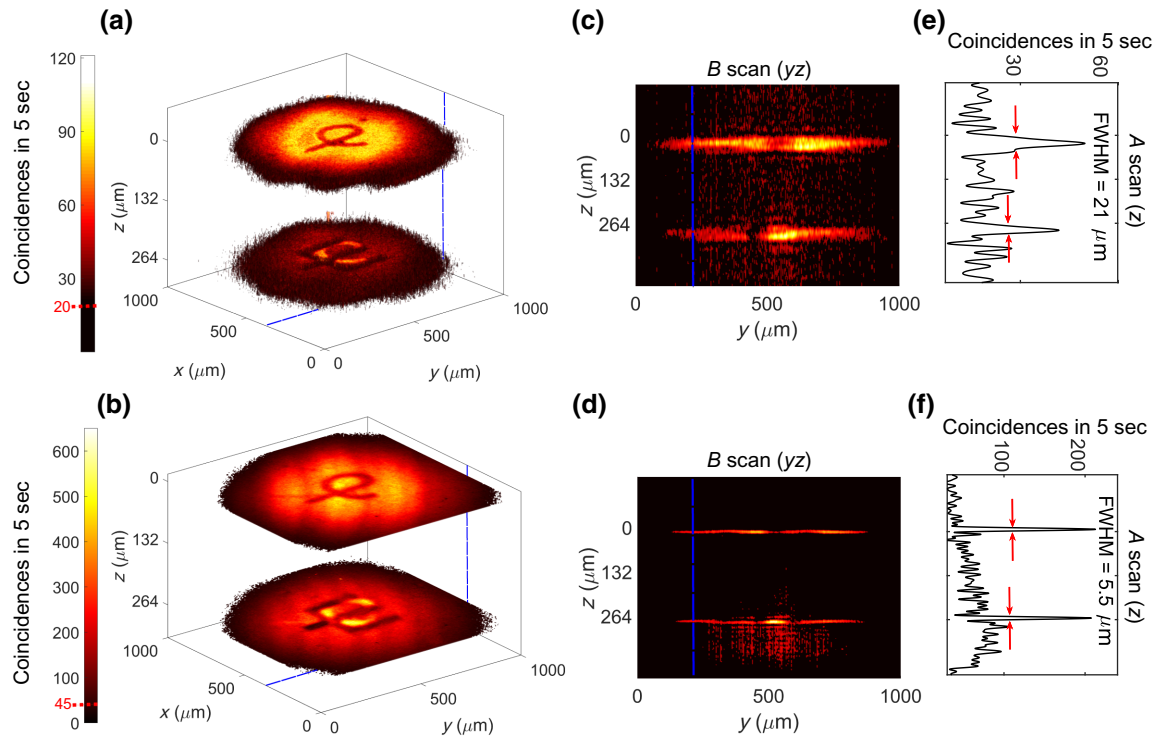 (a)
Coincidences in 5 sec
120
90
60
30
20
z (μm)
0
132
264
1000
500
0
x (μm)
0
500
1000
y (μm)
(c)
B scan (yz)
z (μm)
0
132
264
0
500
1000
y (μm)
(e)
Coincidences in 5 sec
30
60
A scan (z)
FWHM = 21 μm
(b)
Coincidences in 5 sec
600
500
400
300
200
100
45
0
z (μm)
0
132
264
1000
500
0
x (μm)
0
500
1000
y (μm)
(d)
B scan (yz)
z (μm)
0
132
264
0
500
1000
y (μm)
(f)
Coincidences in 5 sec
100
200
A scan (z)
FWHM = 5.5 μm